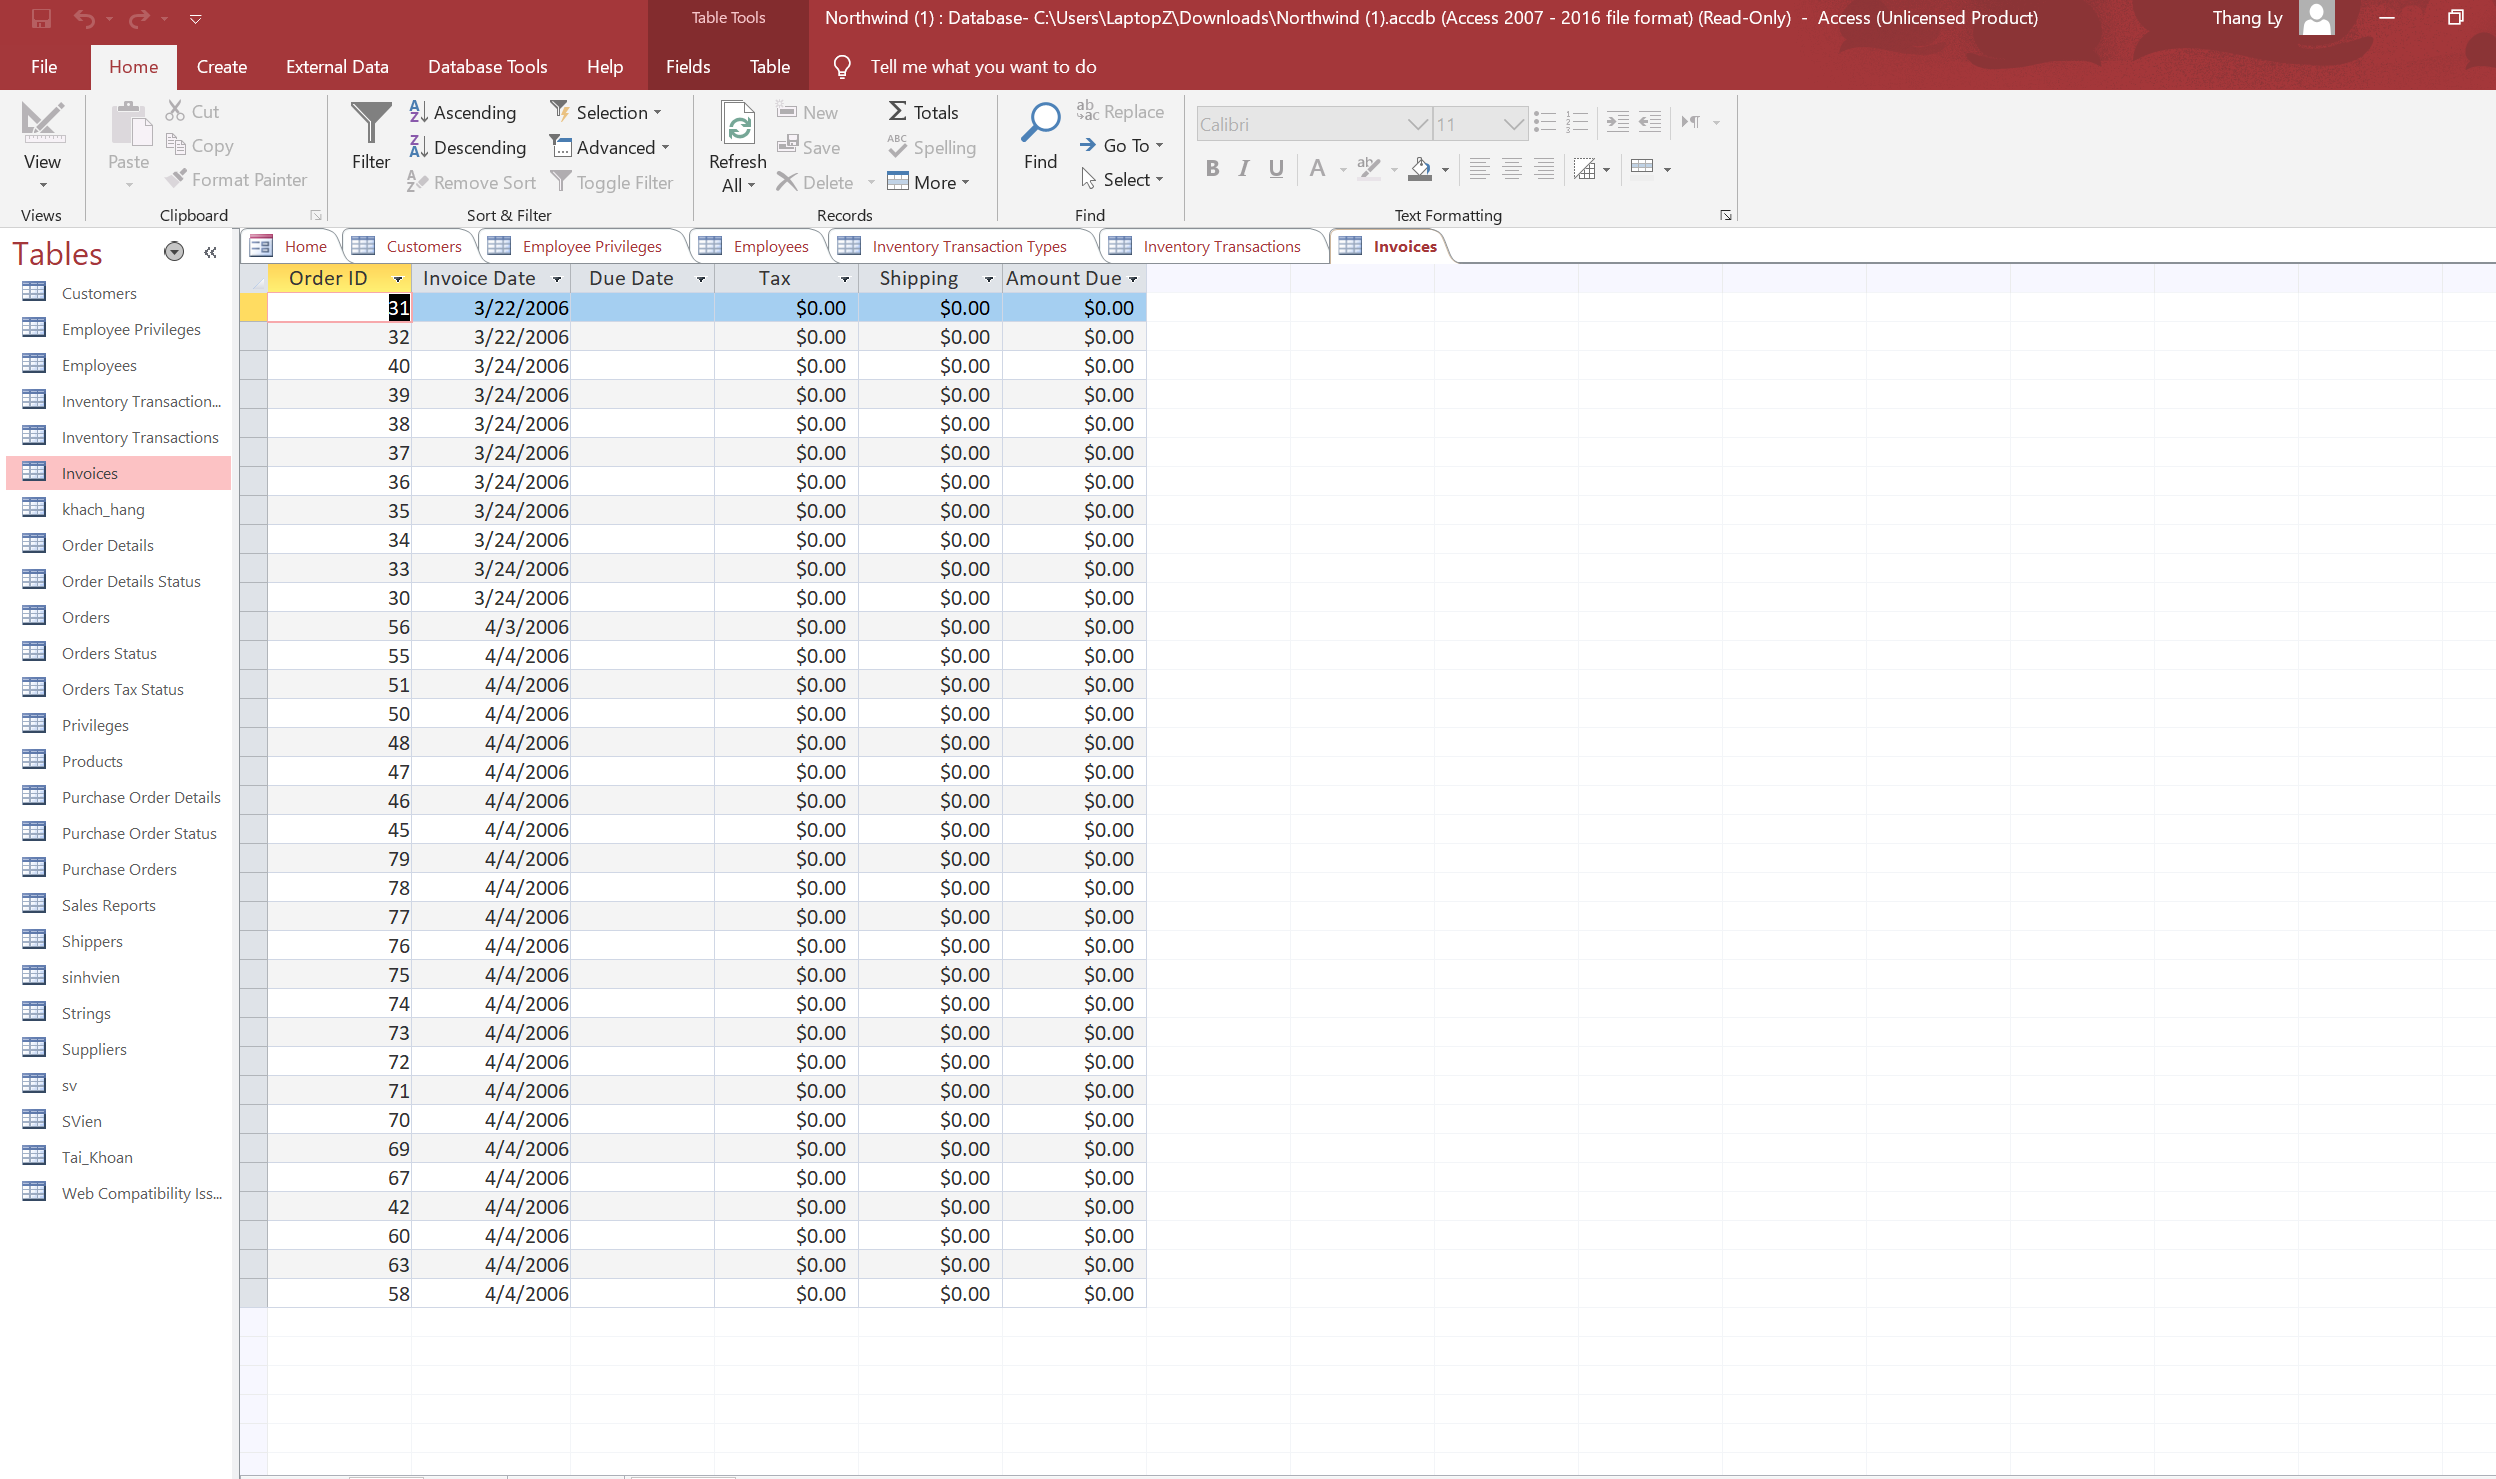 Table Tools
Northwind (1) : Database- C:\Users\LaptopZ\Downloads\Northwind (1).accdb (Access 2007 - 2016 file format) (Read-Only) - Access (Unlicensed Product)
Thang Ly
File Home Create External Data Database Tools Help Fields Table Tell me what you want to do
View
Views
Paste
Cut
Copy
Format Painter
Clipboard
Filter
Ascending
Descending
Remove Sort
Selection
Advanced
Toggle Filter
Sort & Filter
Refresh
All
New
Save
Delete
Totals
Spelling
More
Records
Find
Replace
Go To
Select
Find
Calibri 11
B I U A
Text Formatting
Tables
Customers
Employee Privileges
Employees
Inventory Transaction...
Inventory Transactions
Invoices
khach_hang
Order Details
Order Details Status
Orders
Orders Status
Orders Tax Status
Privileges
Products
Purchase Order Details
Purchase Order Status
Purchase Orders
Sales Reports
Shippers
sinhvien
Strings
Suppliers
sv
SVien
Tai_Khoan
Web Compatibility Iss...
Home Customers Employee Privileges Employees Inventory Transaction Types Inventory Transactions Invoices
Order ID Invoice Date Due Date Tax Shipping Amount Due
31 3/22/2006 $0.00 $0.00 $0.00
32 3/22/2006 $0.00 $0.00 $0.00
40 3/24/2006 $0.00 $0.00 $0.00
39 3/24/2006 $0.00 $0.00 $0.00
38 3/24/2006 $0.00 $0.00 $0.00
37 3/24/2006 $0.00 $0.00 $0.00
36 3/24/2006 $0.00 $0.00 $0.00
35 3/24/2006 $0.00 $0.00 $0.00
34 3/24/2006 $0.00 $0.00 $0.00
33 3/24/2006 $0.00 $0.00 $0.00
30 3/24/2006 $0.00 $0.00 $0.00
56 4/3/2006 $0.00 $0.00 $0.00
55 4/4/2006 $0.00 $0.00 $0.00
51 4/4/2006 $0.00 $0.00 $0.00
50 4/4/2006 $0.00 $0.00 $0.00
48 4/4/2006 $0.00 $0.00 $0.00
47 4/4/2006 $0.00 $0.00 $0.00
46 4/4/2006 $0.00 $0.00 $0.00
45 4/4/2006 $0.00 $0.00 $0.00
79 4/4/2006 $0.00 $0.00 $0.00
78 4/4/2006 $0.00 $0.00 $0.00
77 4/4/2006 $0.00 $0.00 $0.00
76 4/4/2006 $0.00 $0.00 $0.00
75 4/4/2006 $0.00 $0.00 $0.00
74 4/4/2006 $0.00 $0.00 $0.00
73 4/4/2006 $0.00 $0.00 $0.00
72 4/4/2006 $0.00 $0.00 $0.00
71 4/4/2006 $0.00 $0.00 $0.00
70 4/4/2006 $0.00 $0.00 $0.00
69 4/4/2006 $0.00 $0.00 $0.00
67 4/4/2006 $0.00 $0.00 $0.00
42 4/4/2006 $0.00 $0.00 $0.00
60 4/4/2006 $0.00 $0.00 $0.00
63 4/4/2006 $0.00 $0.00 $0.00
58 4/4/2006 $0.00 $0.00 $0.00